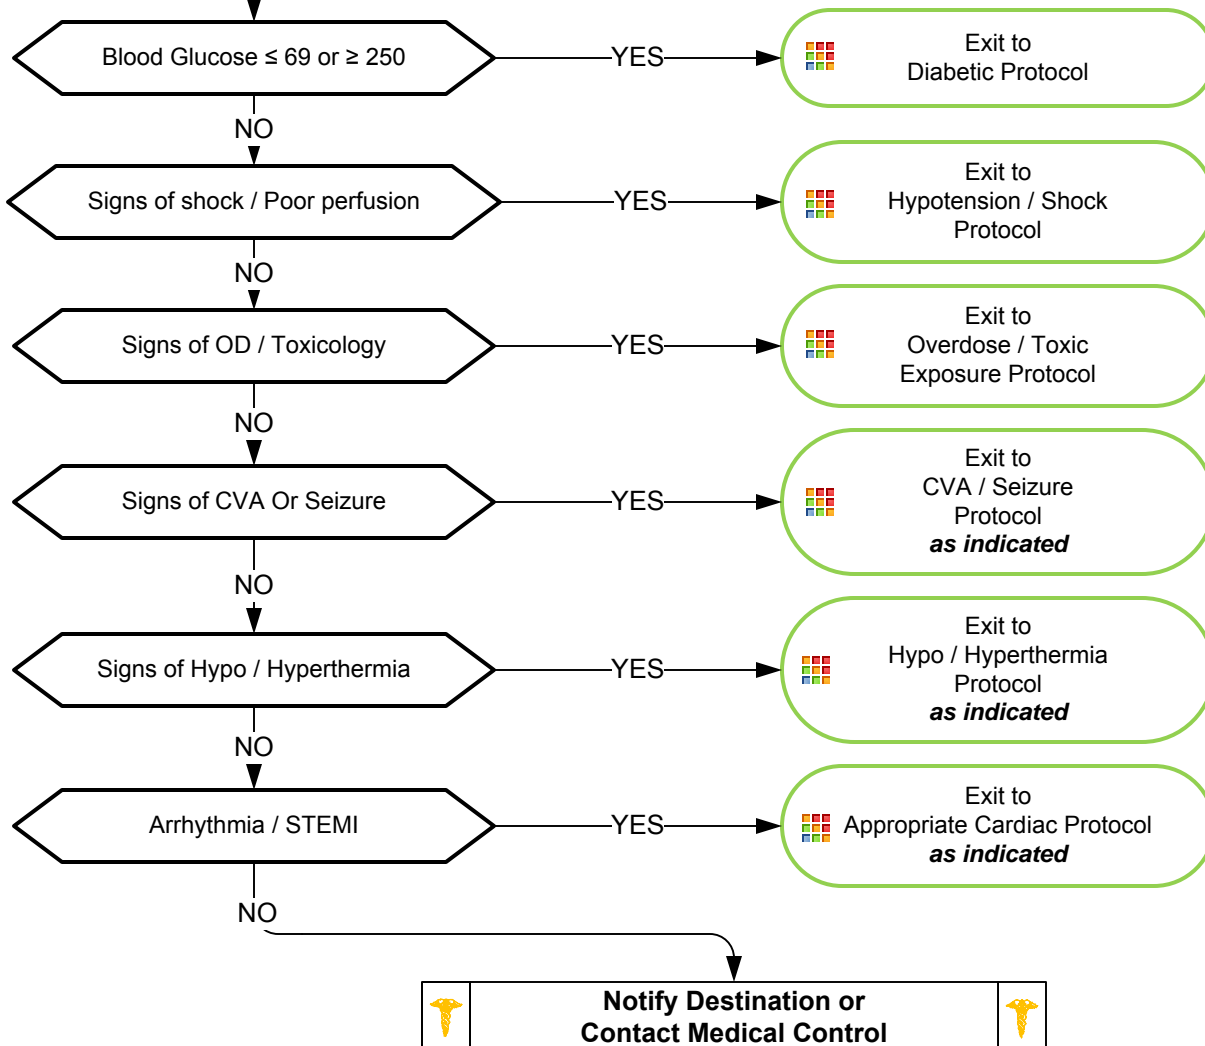 Blood Glucose ≤ 69 or ≥ 250
YES
Exit to
Diabetic Protocol
NO
Signs of shock / Poor perfusion
YES
Exit to
Hypotension / Shock
Protocol
NO
Signs of OD / Toxicology
YES
Exit to
Overdose / Toxic
Exposure Protocol
NO
Signs of CVA Or Seizure
YES
Exit to
CVA / Seizure
Protocol
as indicated
NO
Signs of Hypo / Hyperthermia
YES
Exit to
Hypo / Hyperthermia
Protocol
as indicated
NO
Arrhythmia / STEMI
YES
Exit to
Appropriate Cardiac Protocol
as indicated
NO
Notify Destination or
Contact Medical Control